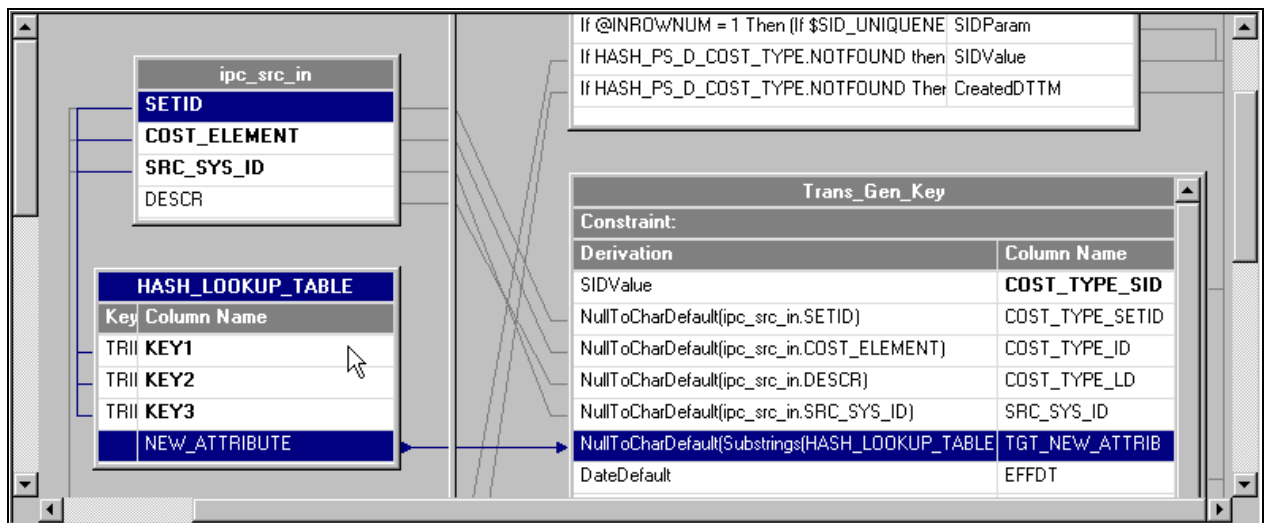 If @INROWNUM = 1 Then (If $SID_UNIQUENE SIDParam
If HASH_PS_D_COST_TYPE.NOTFOUND then SIDValue
If HASH_PS_D_COST_TYPE.NOTFOUND Ther CreatedDTTM
ipc_src_in
SETID
COST_ELEMENT
SRC_SYS_ID
DESCR
HASH_LOOKUP_TABLE
Key Column Name
TRII KEY1
TRII KEY2
TRII KEY3
NEW_ATTRIBUTE
Trans_Gen_Key
Constraint:
Derivation Column Name
SIDValue COST_TYPE_SID
NullToCharDefault(ipc_src_in.SETID) COST_TYPE_SETID
NullToCharDefault(ipc_src_in.COST_ELEMENT) COST_TYPE_ID
NullToCharDefault(ipc_src_in.DESCR) COST_TYPE_LD
NullToCharDefault(ipc_src_in.SRC_SYS_ID) SRC_SYS_ID
NullToCharDefault(Substrings(HASH_LOOKUP_TABLE TGT_NEW_ATTRIB
DateDefault EFFDT